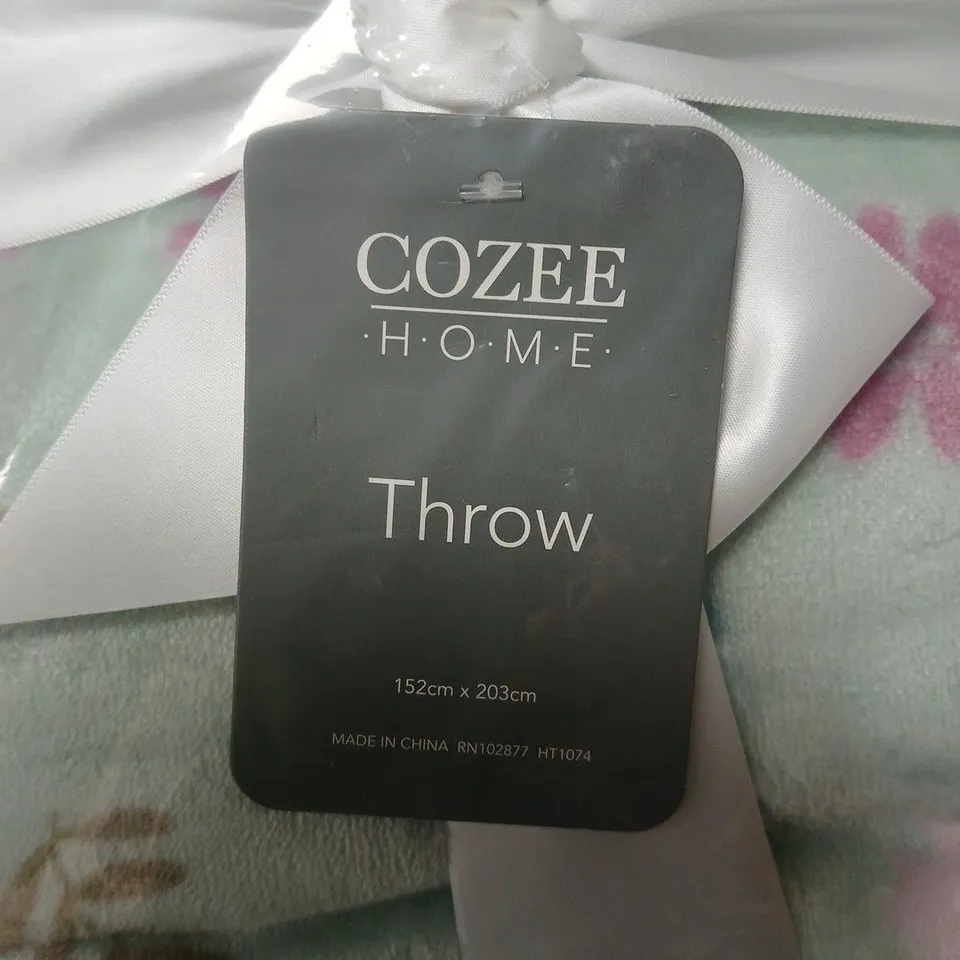 COZEE
·H·O·M·E·
Throw
152cm x 203cm
MADE IN CHINA RN102877 HT1074